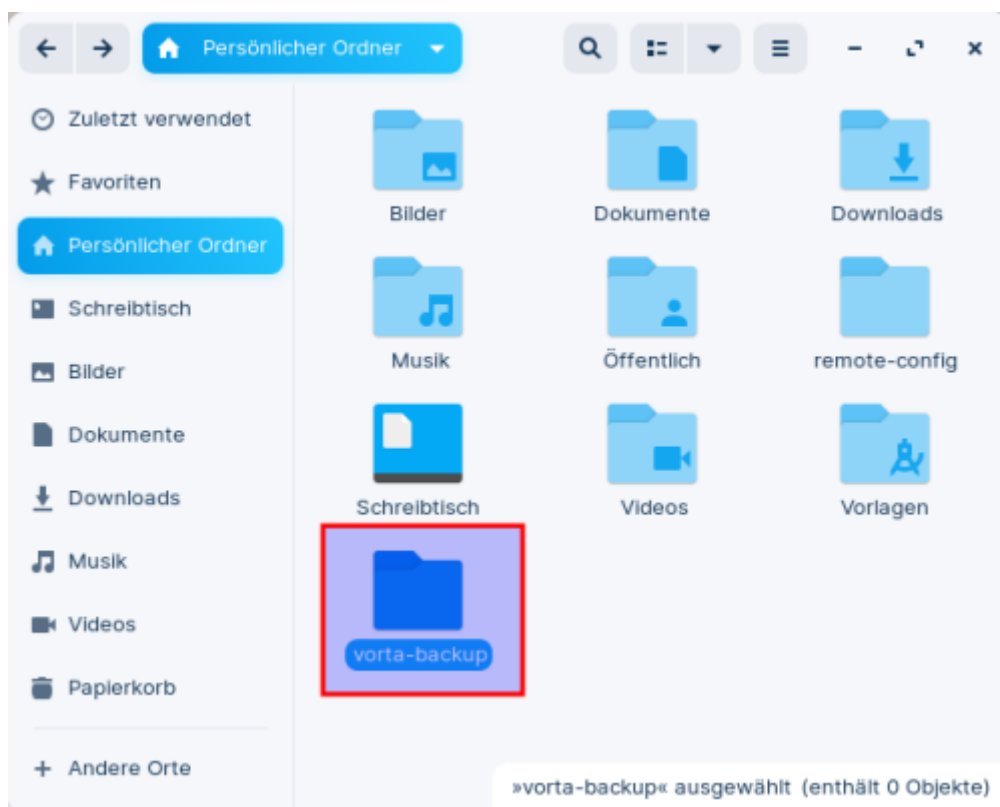 Persönlicher Ordner
Zuletzt verwendet
Favoriten
Persönlicher Ordner
Schreibtisch
Bilder
Dokumente
Downloads
Musik
Videos
Papierkorb
Andere Orte
Bilder
Dokumente
Downloads
Musik
Öffentlich
remote-config
Schreibtisch
Videos
Vorlagen
vorta-backup
»vorta-backup« ausgewählt (enthält 0 Objekte)